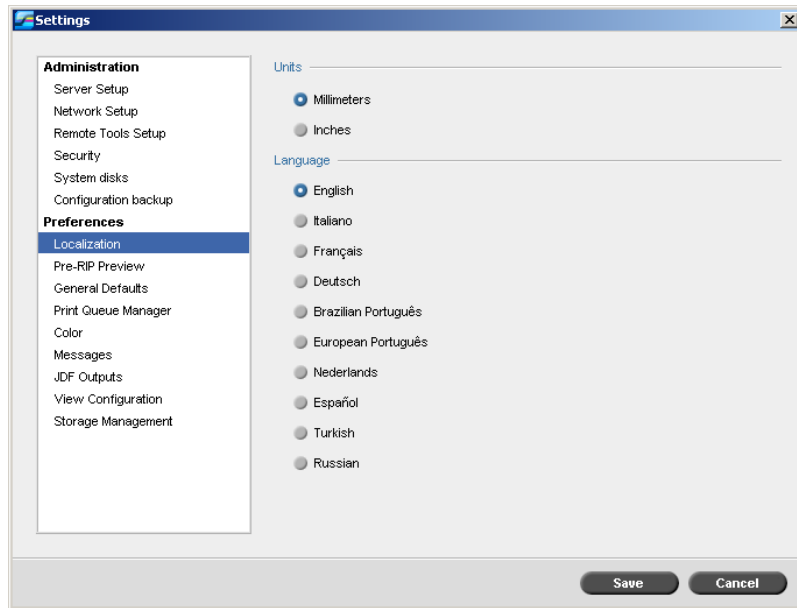 Settings
Administration
Server Setup
Network Setup
Remote Tools Setup
Security
System disks
Configuration backup
Preferences
Localization
Pre-RIP Preview
General Defaults
Print Queue Manager
Color
Messages
JDF Outputs
View Configuration
Storage Management
Units
Millimeters
Inches
Language
English
Italiano
Français
Deutsch
Brazilian Português
European Português
Nederlands
Español
Turkish
Russian
Save
Cancel